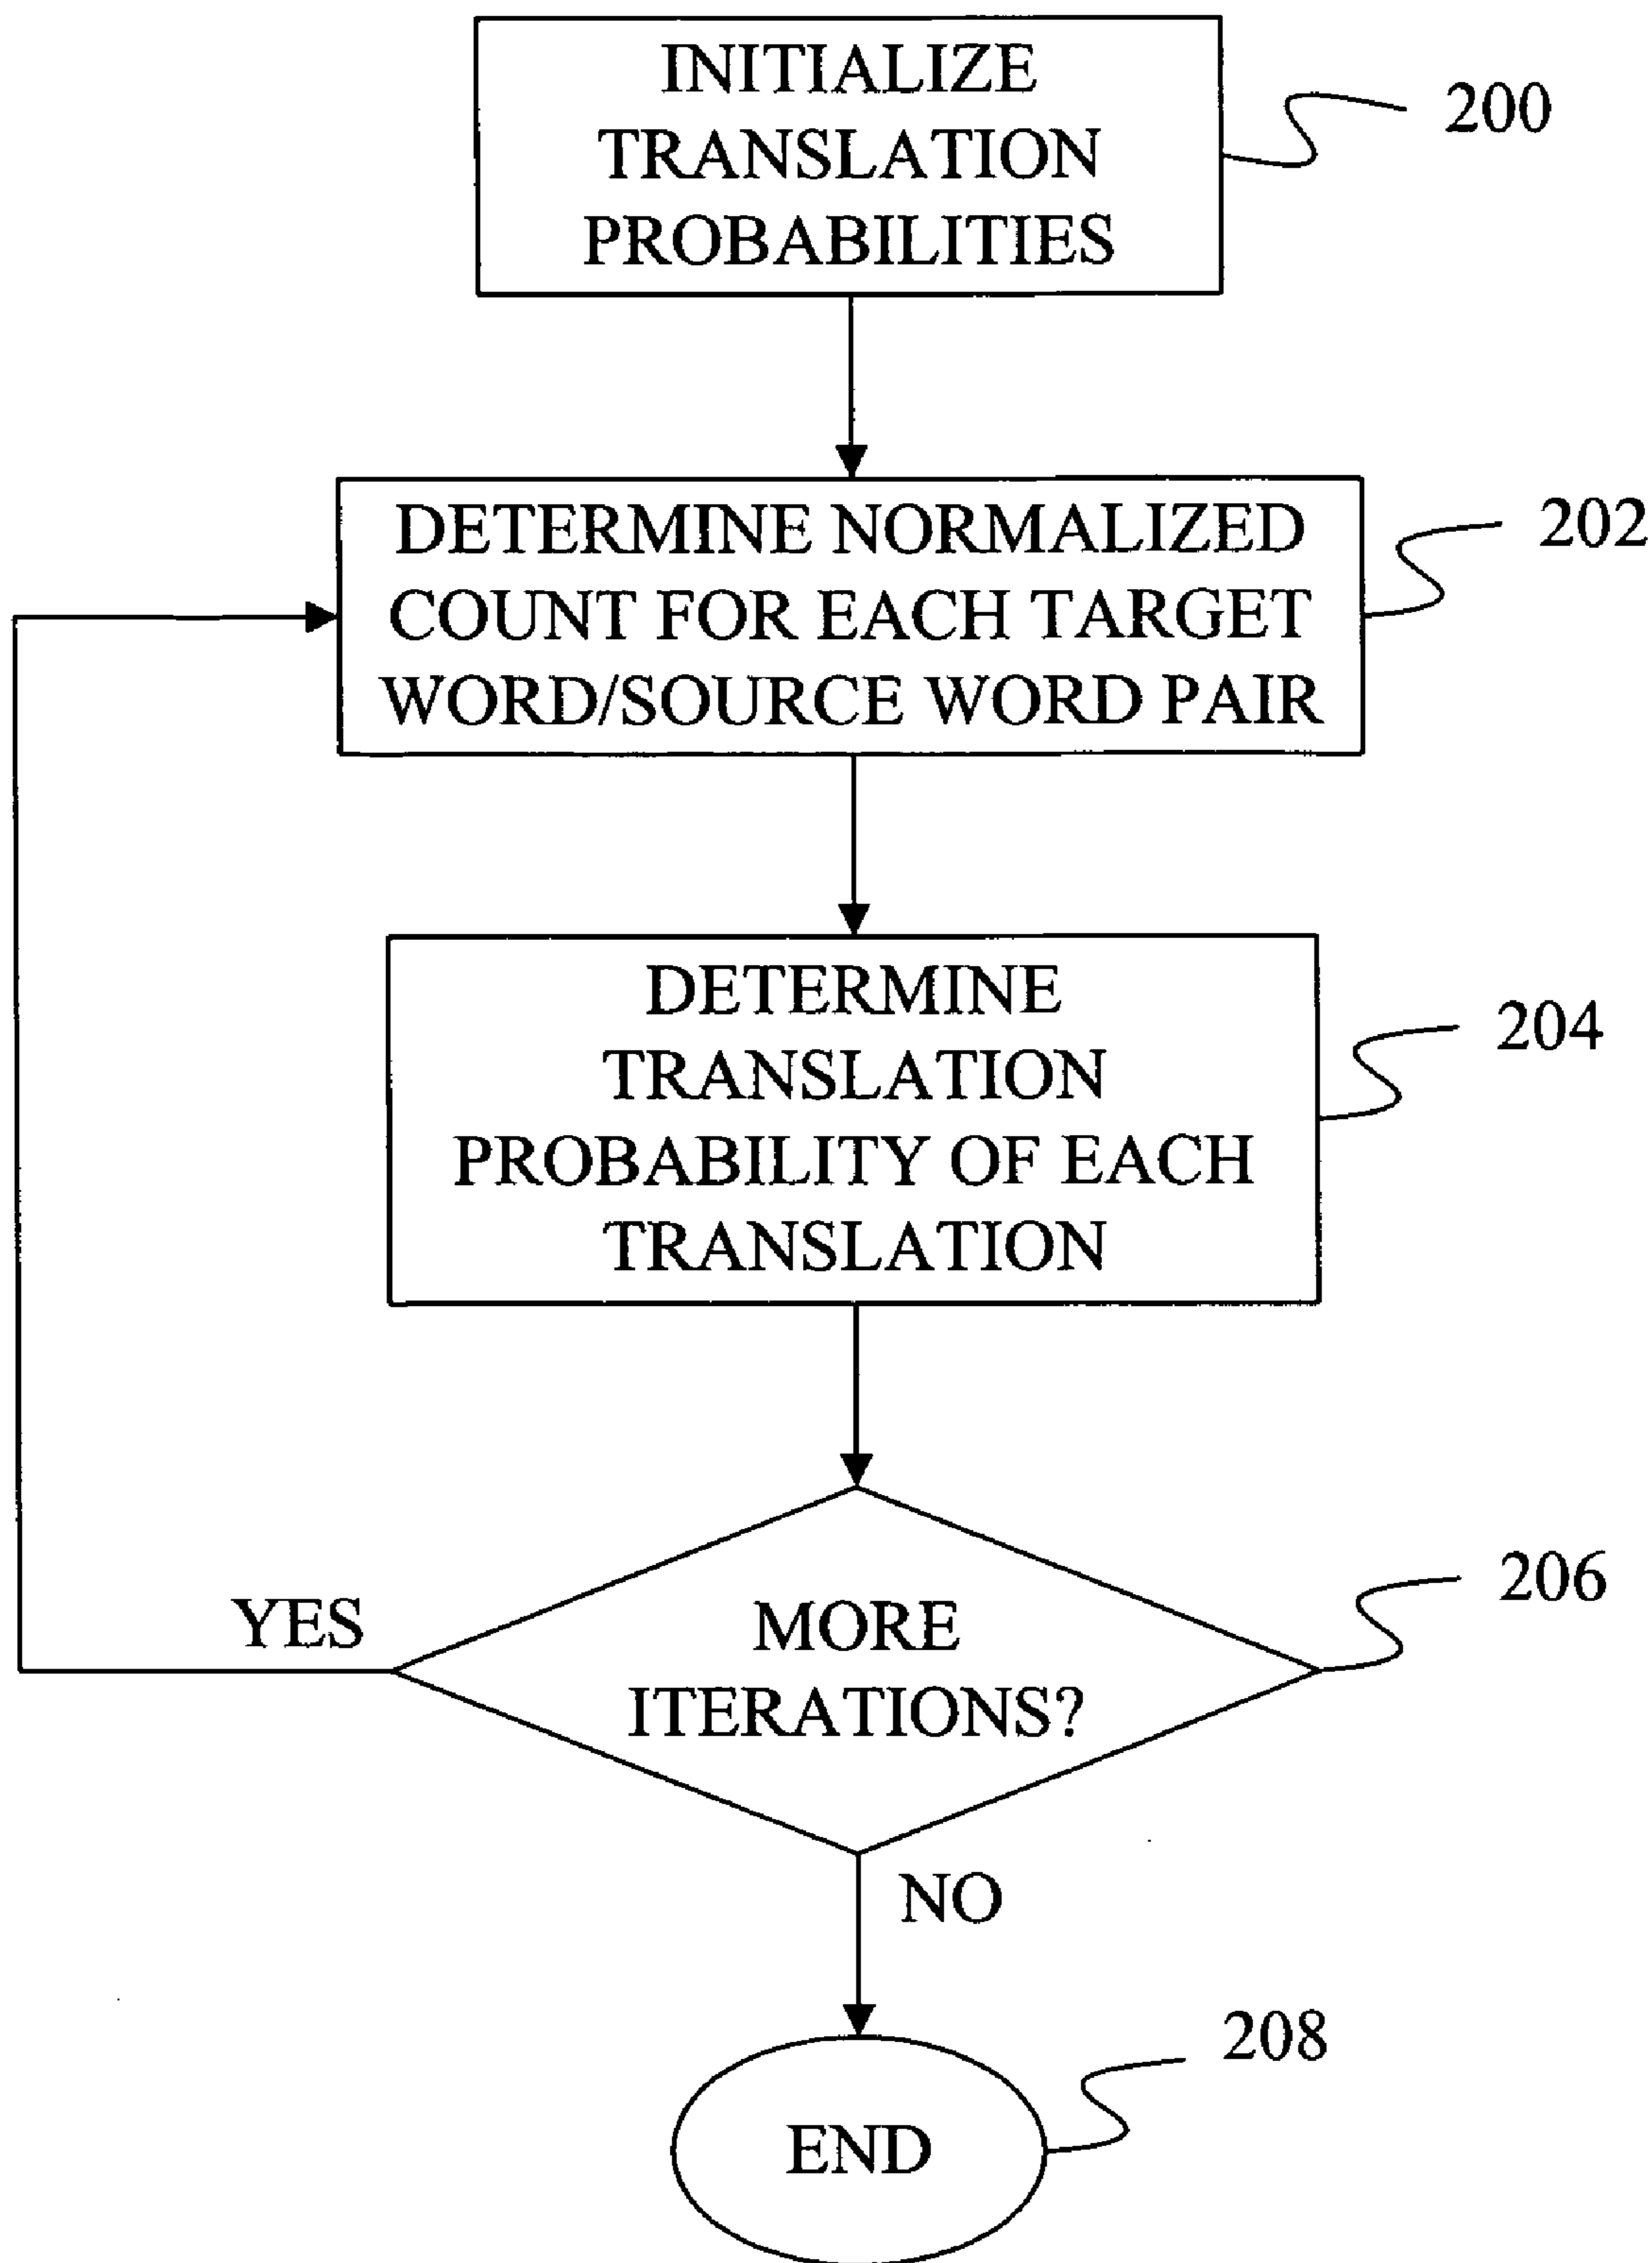 INITIALIZE
TRANSLATION
PROBABILITIES
200
DETERMINE NORMALIZED
COUNT FOR EACH TARGET
WORD/SOURCE WORD PAIR
202
DETERMINE
TRANSLATION
PROBABILITY OF EACH
TRANSLATION
204
MORE
ITERATIONS?
206
YES
NO
END
208